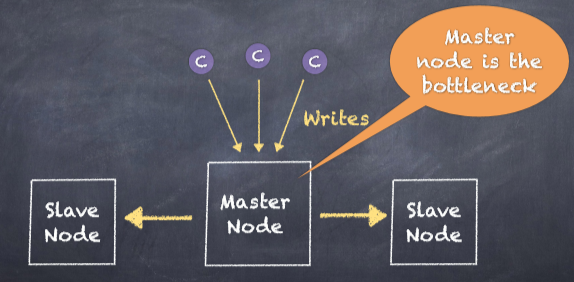 Master
node is the
bottleneck
C
C
C
Writes
Slave
Node
Master
Node
Slave
Node